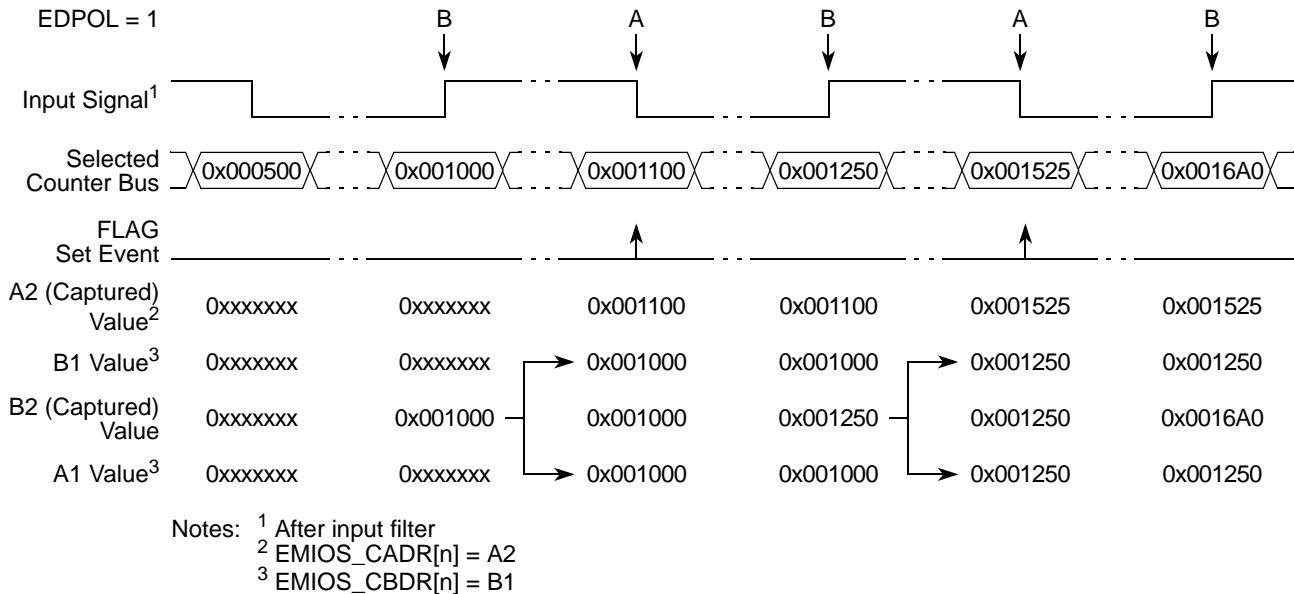 EDPOL = 1 B A B A B
Input Signal1
Selected Counter Bus 0x000500 0x001000 0x001100 0x001250 0x001525 0x0016A0
FLAG
Set Event
A2 (Captured) Value2 0xxxxxxx 0xxxxxxx 0x001100 0x001100 0x001525 0x001525
B1 Value3 0xxxxxxx 0xxxxxxx 0x001000 0x001000 0x001250 0x001250
B2 (Captured) Value 0xxxxxxx 0x001000 0x001000 0x001250 0x001250 0x0016A0
A1 Value3 0xxxxxxx 0xxxxxxx 0x001000 0x001000 0x001250 0x001250
Notes: 1 After input filter
2 EMIOS_CADR[n] = A2
3 EMIOS_CBDR[n] = B1